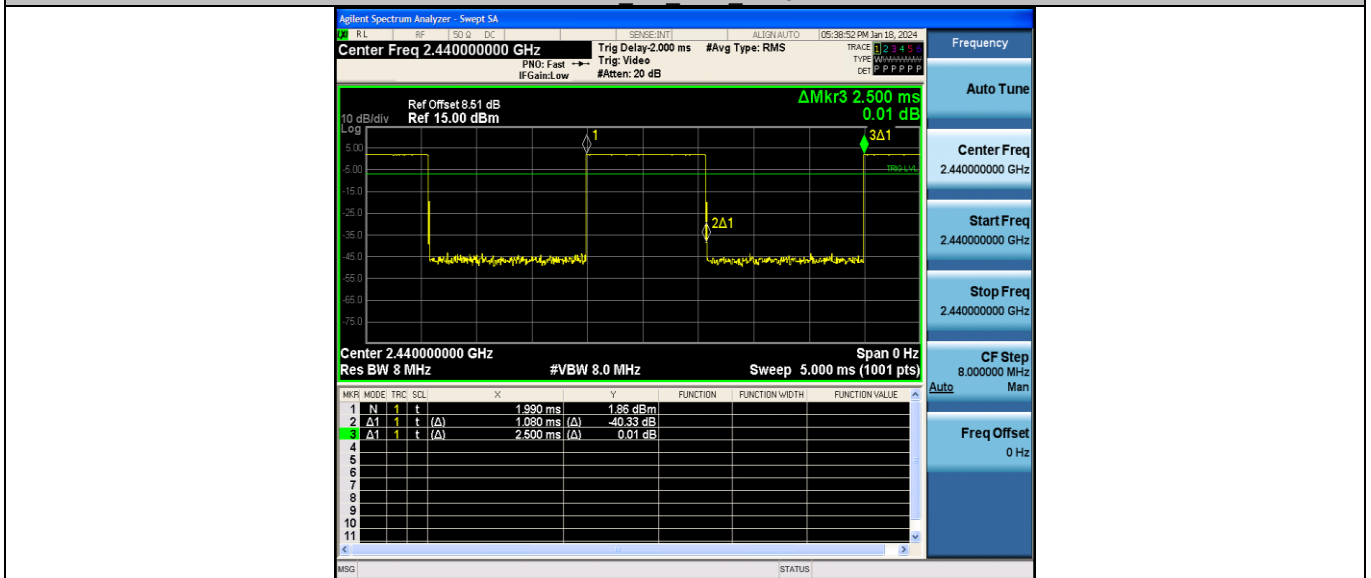 Agilent Spectrum Analyzer - Swept SA
LXI RL RF 50 Ω DC SENSE:INT ALIGN AUTO 05:38:52 PM Jan 18, 2024
Center Freq 2.440000000 GHz Trig Delay-2.000 ms #Avg Type: RMS TRACE 1 2 3 4 5 6
PNO: Fast Trig: Video TYPE
IFGain:Low #Atten: 20 dB DET P P P P P P
Frequency
Auto Tune
Center Freq
2.440000000 GHz
Start Freq
2.440000000 GHz
Stop Freq
2.440000000 GHz
CF Step
8.000000 MHz
Auto Man
Freq Offset
0 Hz
ΔMkr3 2.500 ms
0.01 dB
Ref Offset 8.51 dB
10 dB/div Ref 15.00 dBm
Log
5.00
-5.00
-15.0
-25.0
-35.0
-45.0
-55.0
-65.0
-75.0
1
2Δ1
3Δ1
TRIG LVL
Center 2.440000000 GHz Span 0 Hz
Res BW 8 MHz #VBW 8.0 MHz Sweep 5.000 ms (1001 pts)
MKR MODE TRC SCL X Y FUNCTION FUNCTION WIDTH FUNCTION VALUE
1 N 1 t 1.990 ms 1.86 dBm
2 Δ1 1 t (Δ) 1.080 ms (Δ) -40.33 dB
3 Δ1 1 t (Δ) 2.500 ms (Δ) 0.01 dB
4
5
6
7
8
9
10
11
MSG STATUS